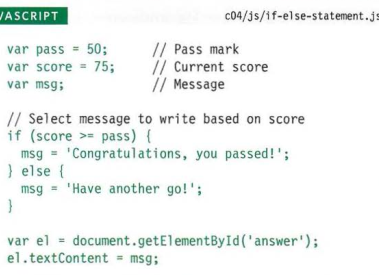 VASCRIPT c04/js/if-else-statement.js
var pass = 50; // Pass mark
var score = 75; // Current score
var msg; // Message
// Select message to write based on score
if (score >= pass) {
msg = 'Congratulations, you passed!';
} else {
msg = 'Have another go!';
}
var el = document.getElementById('answer');
el.textContent = msg;